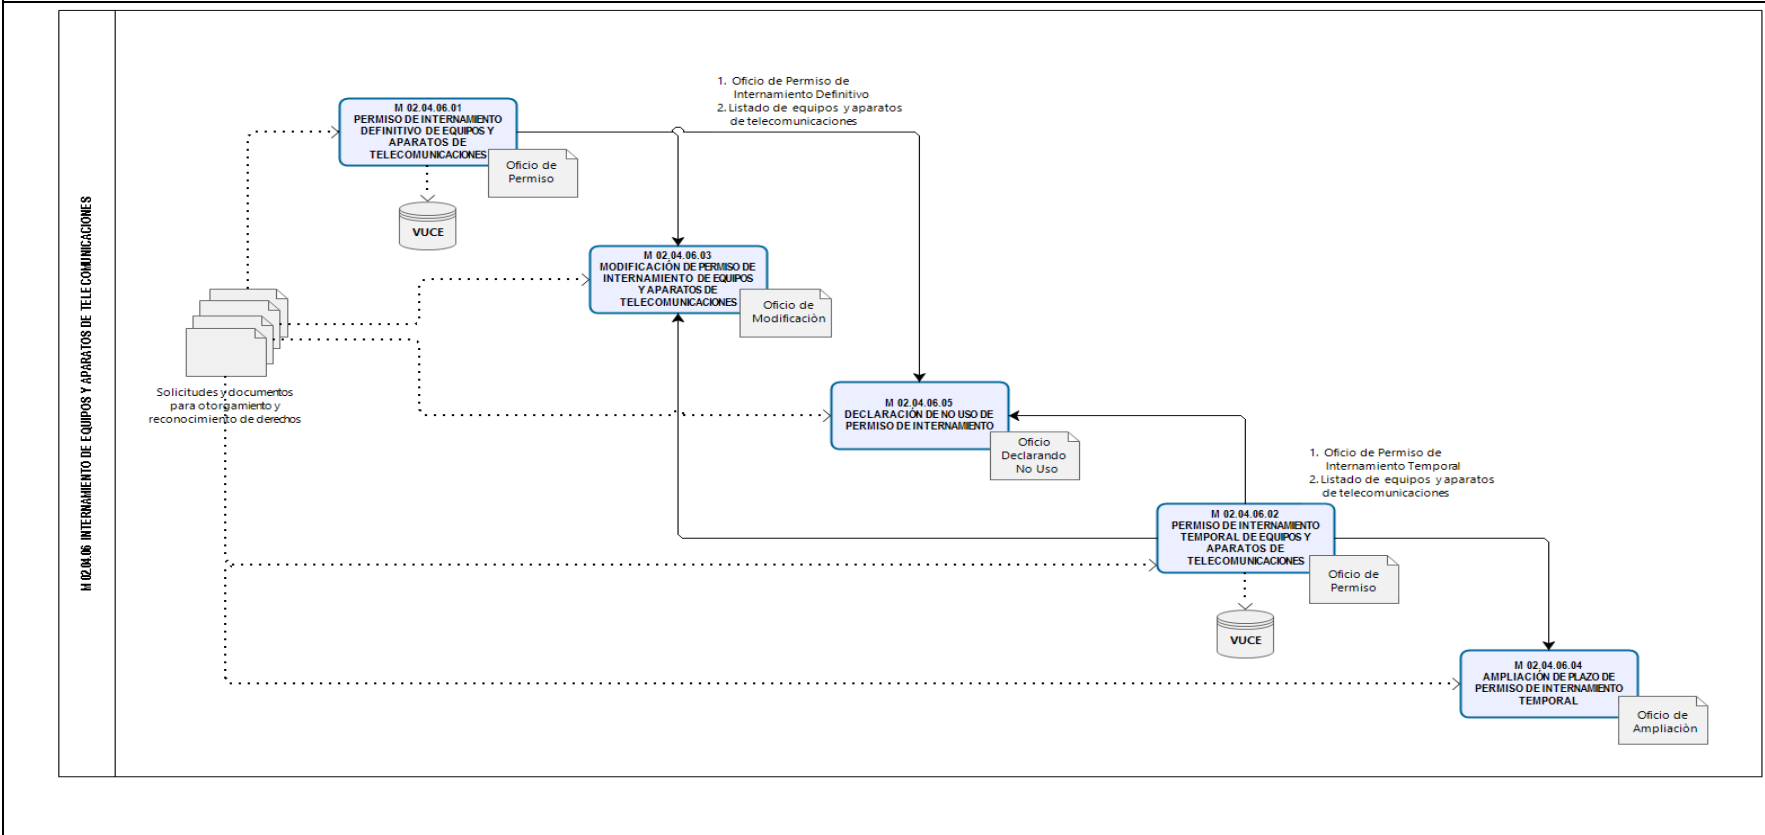 M 02.04.06 INTERNAMIENTO DE EQUIPOS Y APARATOS DE TELECOMUNICACIONES
1. Oficio de Permiso de
Internamiento Definitivo
2. Listado de equipos y aparatos
de telecomunicaciones
M 02.04.06.01
PERMISO DE INTERNAMIENTO
DEFINITIVO DE EQUIPOS Y
APARATOS DE
TELECOMUNICACIONES
Oficio de
Permiso
VUCE
M 02.04.06.03
MODIFICACIÓN DE PERMISO DE
INTERNAMIENTO DE EQUIPOS
Y APARATOS DE
TELECOMUNICACIONES
Oficio de
Modificaciòn
Solicitudes y documentos
para otorgamiento y
reconocimiento de derechos
M 02.04.06.05
DECLARACIÓN DE NO USO DE
PERMISO DE INTERNAMIENTO
Oficio
Declarando
No Uso
1. Oficio de Permiso de
Internamiento Temporal
2. Listado de equipos y aparatos
de telecomunicaciones
M 02.04.06.02
PERMISO DE INTERNAMIENTO
TEMPORAL DE EQUIPOS Y
APARATOS DE
TELECOMUNICACIONES
Oficio de
Permiso
VUCE
M 02.04.06.04
AMPLIACIÓN DE PLAZO DE
PERMISO DE INTERNAMIENTO
TEMPORAL
Oficio de
Ampliaciòn